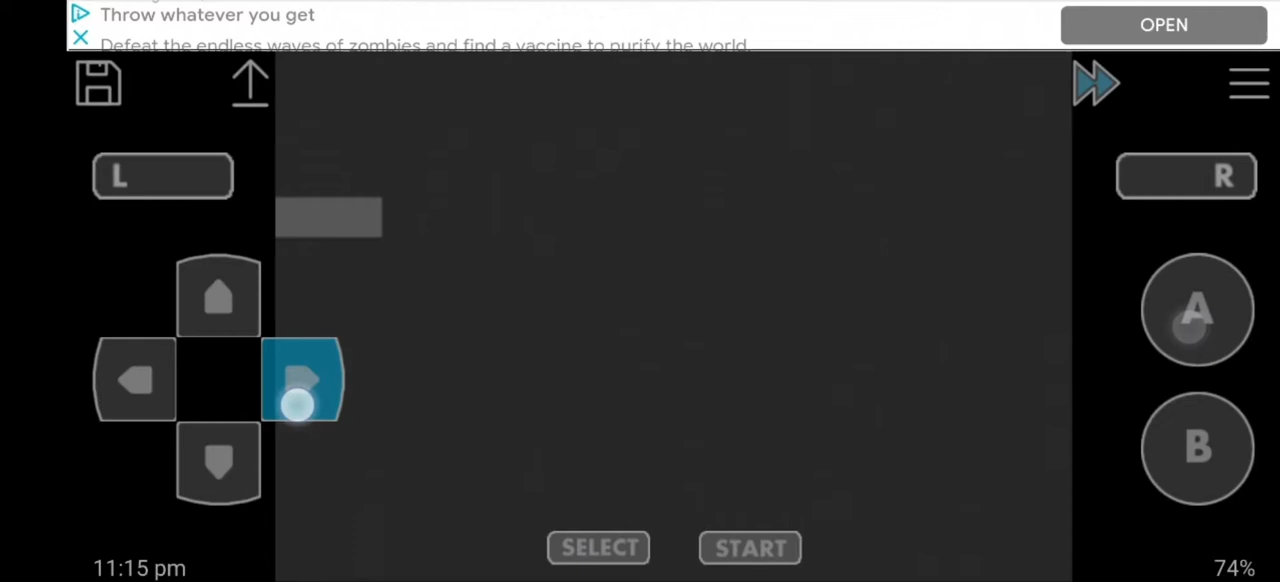 Throw whatever you get
OPEN
Defeat the endless waves of zombies and find a vaccine to purify the world.
L
R
A
B
SELECT
START
11:15 pm
74%